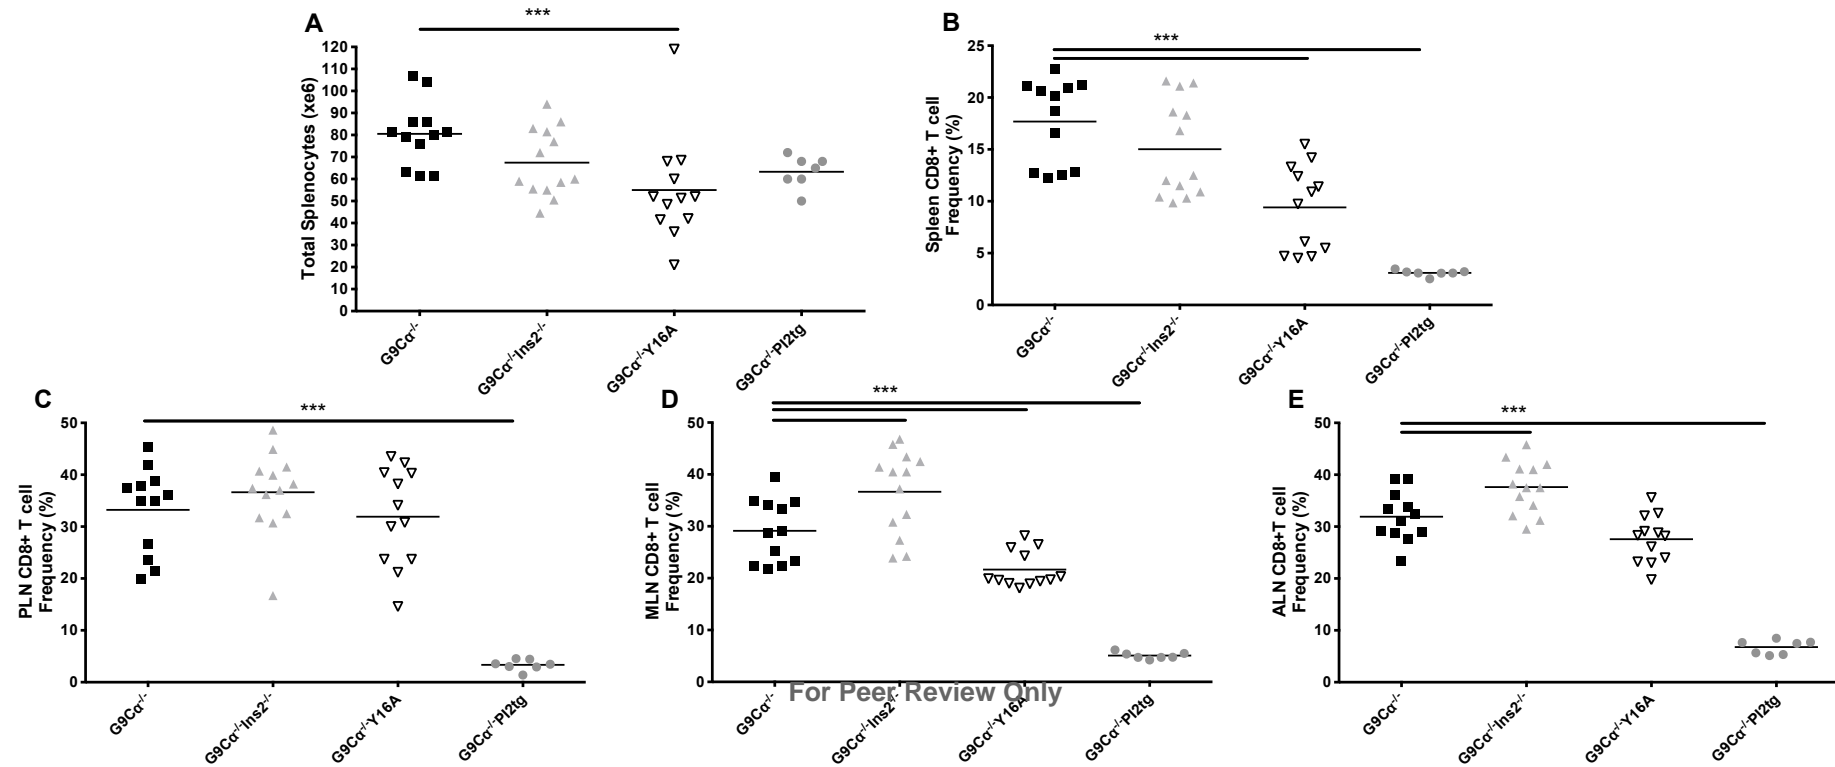 A
***
Total Splenocytes (xe6)
120
110
100
90
80
70
60
50
40
30
20
10
0
G9Cα-/-
G9Cα-/-Ins2-/-
G9Cα-/-Y16A
G9Cα-/-PI2tg
B
***
Spleen CD8+ T cell
Frequency (%)
25
20
15
10
5
0
G9Cα-/-
G9Cα-/-Ins2-/-
G9Cα-/-Y16A
G9Cα-/-PI2tg
C
***
PLN CD8+ T cell
Frequency (%)
50
40
30
20
10
0
G9Cα-/-
G9Cα-/-Ins2-/-
G9Cα-/-Y16A
G9Cα-/-PI2tg
D
***
MLN CD8+T cell
Frequency (%)
50
40
30
20
10
0
G9Cα-/-
G9Cα-/-Ins2-/-
G9Cα-/-Y16A
G9Cα-/-PI2tg
For Peer Review Only
E
***
ALN CD8+T cell
Frequency (%)
50
40
30
20
10
0
G9Cα-/-
G9Cα-/-Ins2-/-
G9Cα-/-Y16A
G9Cα-/-PI2tg